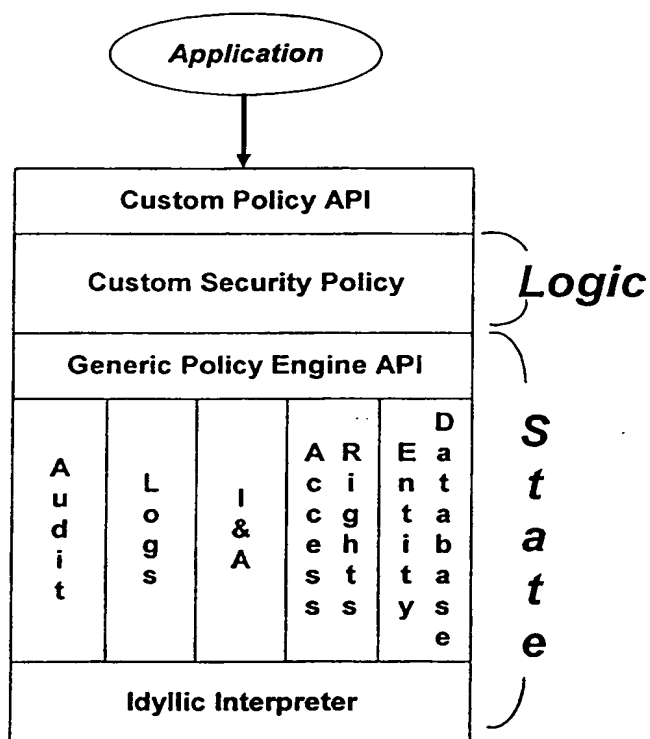 Application
Custom Policy API
Custom Security Policy
Logic
Generic Policy Engine API
Audit
Logs
I&A
Access Rights
Entity Database
State
Idyllic Interpreter